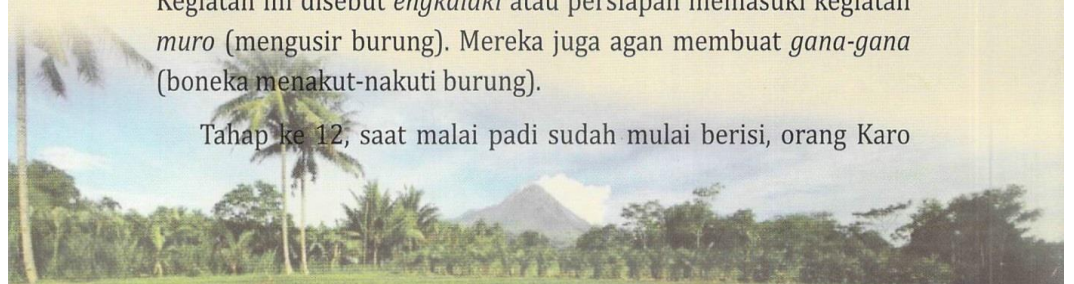 Kegiatan ini disebut engkalaki atau persiapan memasuki kegiatan
muro (mengusir burung). Mereka juga agan membuat gana-gana
(boneka menakut-nakuti burung).
Tahap ke 12, saat malai padi sudah mulai berisi, orang Karo